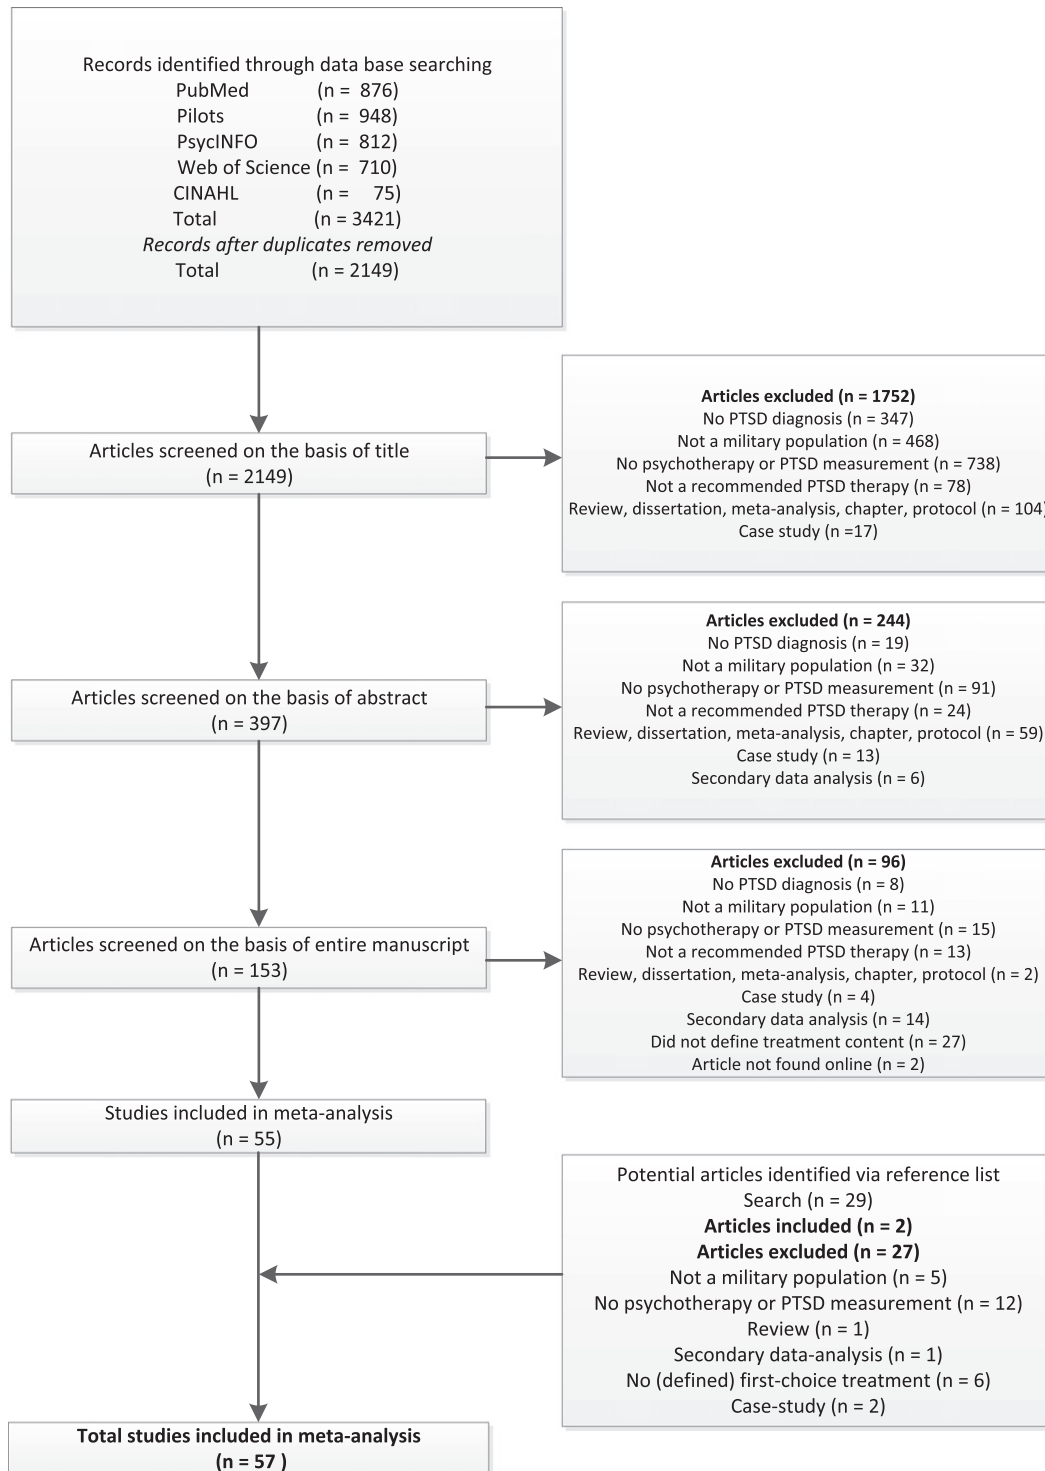 Records identified through data base searching
PubMed (n = 876)
Pilots (n = 948)
PsycINFO (n = 812)
Web of Science (n = 710)
CINAHL (n = 75)
Total (n = 3421)
Records after duplicates removed
Total (n = 2149)
Articles screened on the basis of title
(n = 2149)
Articles excluded (n = 1752)
No PTSD diagnosis (n = 347)
Not a military population (n = 468)
No psychotherapy or PTSD measurement (n = 738)
Not a recommended PTSD therapy (n = 78)
Review, dissertation, meta-analysis, chapter, protocol (n = 104)
Case study (n =17)
Articles screened on the basis of abstract
(n = 397)
Articles excluded (n = 244)
No PTSD diagnosis (n = 19)
Not a military population (n = 32)
No psychotherapy or PTSD measurement (n = 91)
Not a recommended PTSD therapy (n = 24)
Review, dissertation, meta-analysis, chapter, protocol (n = 59)
Case study (n = 13)
Secondary data analysis (n = 6)
Articles screened on the basis of entire manuscript
(n = 153)
Articles excluded (n = 96)
No PTSD diagnosis (n = 8)
Not a military population (n = 11)
No psychotherapy or PTSD measurement (n = 15)
Not a recommended PTSD therapy (n = 13)
Review, dissertation, meta-analysis, chapter, protocol (n = 2)
Case study (n = 4)
Secondary data analysis (n = 14)
Did not define treatment content (n = 27)
Article not found online (n = 2)
Studies included in meta-analysis
(n = 55)
Potential articles identified via reference list
Search (n = 29)
Articles included (n = 2)
Articles excluded (n = 27)
Not a military population (n = 5)
No psychotherapy or PTSD measurement (n = 12)
Review (n = 1)
Secondary data-analysis (n = 1)
No (defined) first-choice treatment (n = 6)
Case-study (n = 2)
Total studies included in meta-analysis
(n = 57 )